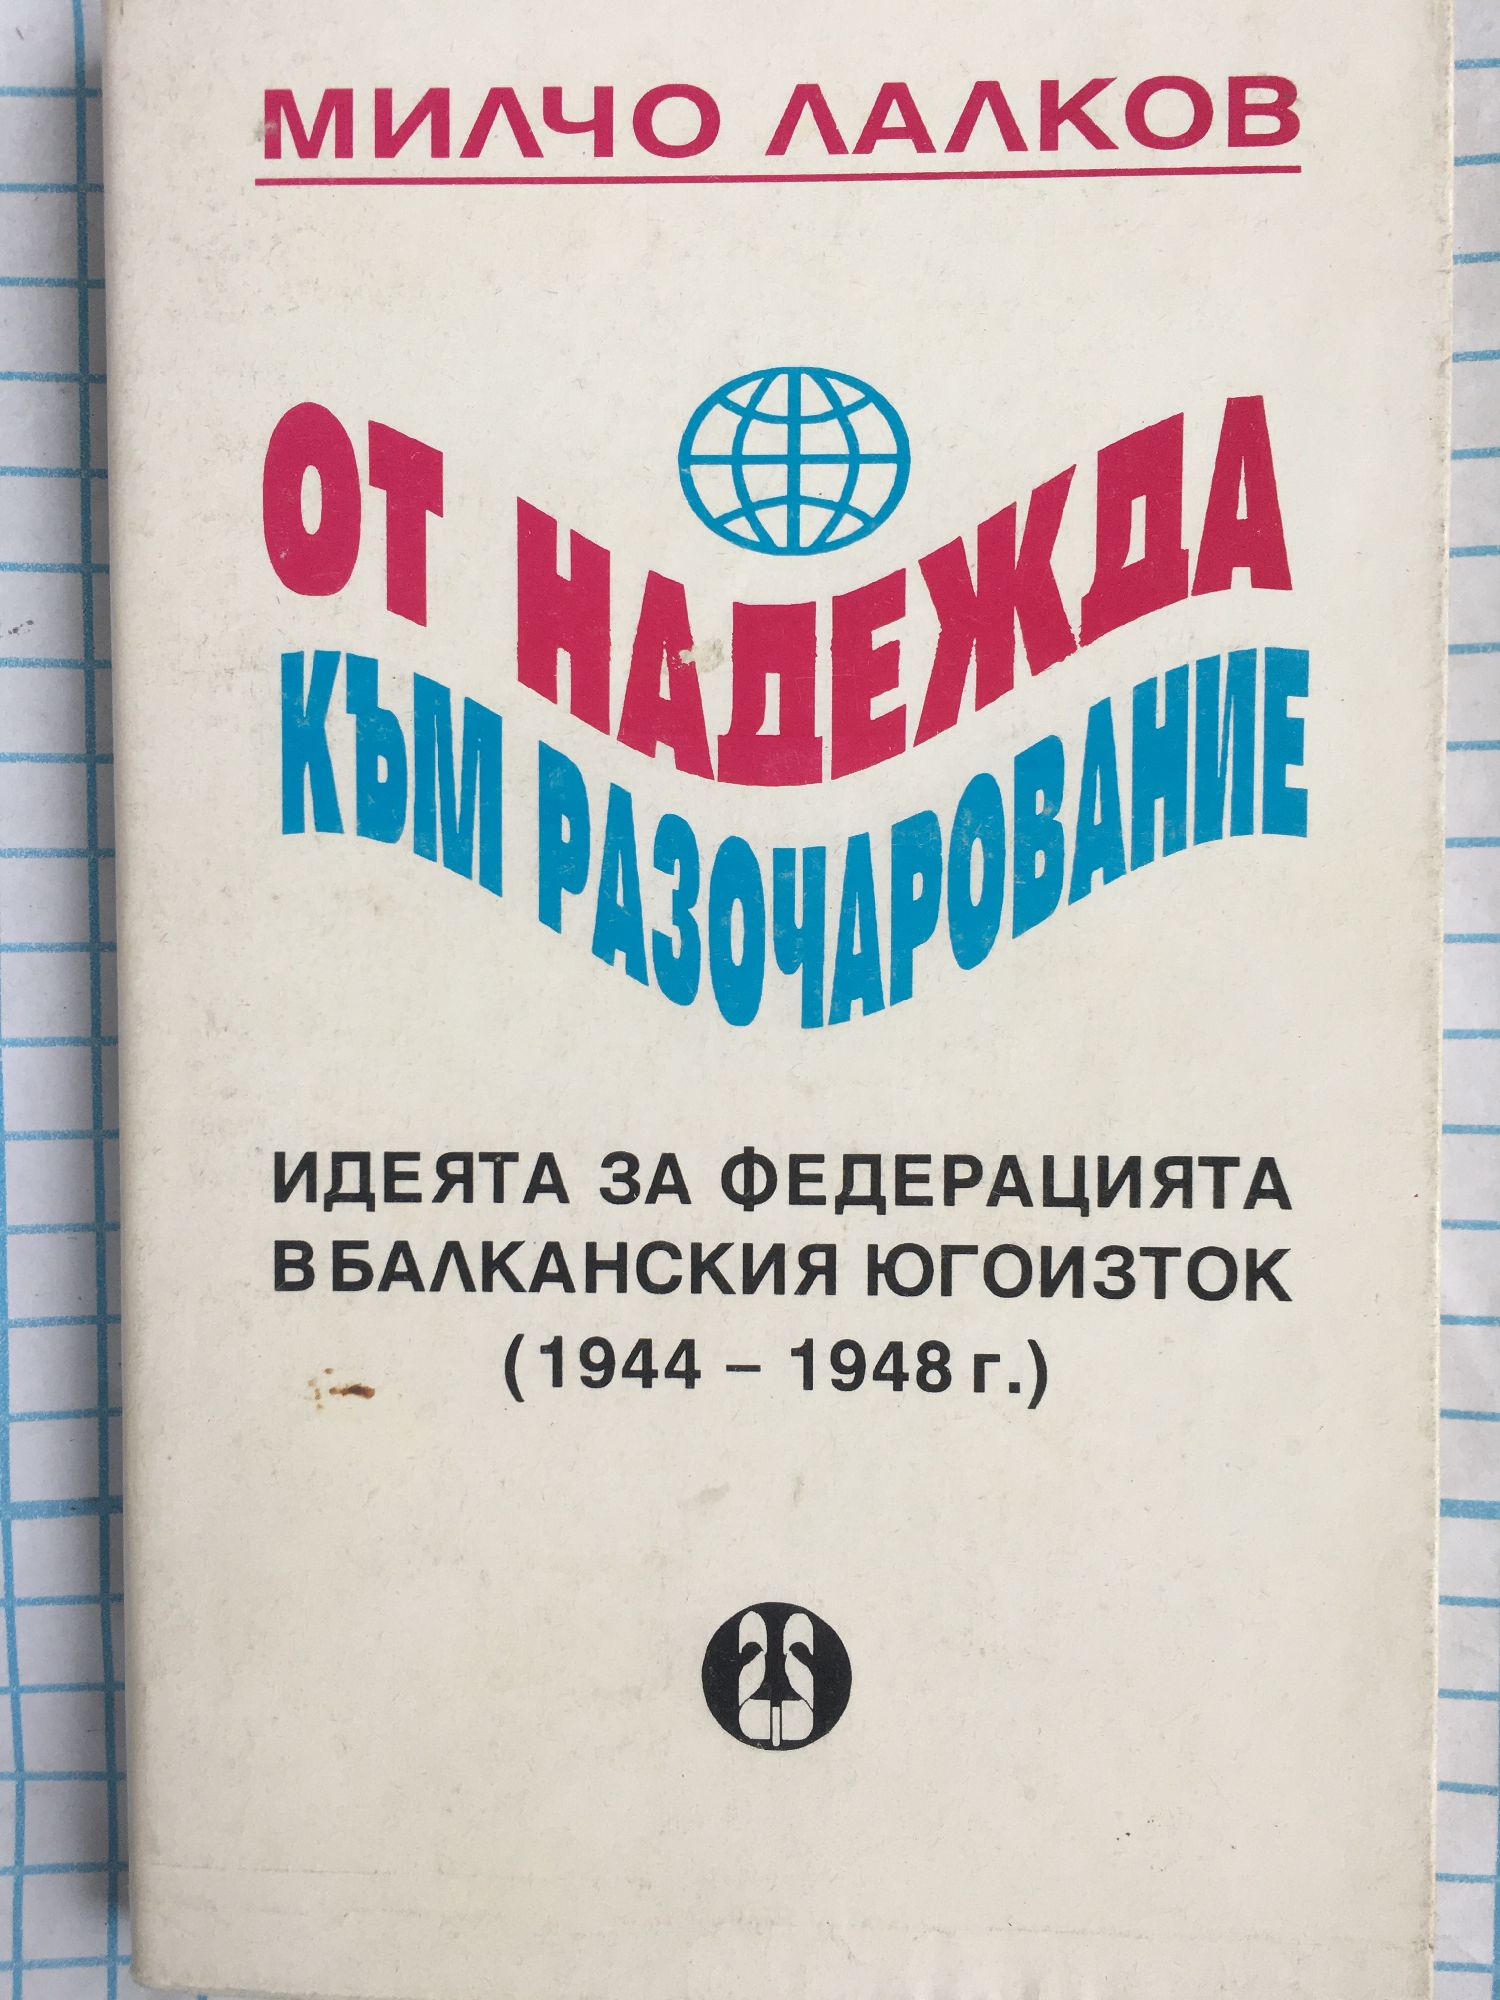 МИЛЧО ЛАЛКОВ
ОТ НАДЕЖДА
КЪМ РАЗОЧАРОВАНИЕ
ИДЕЯТА ЗА ФЕДЕРАЦИЯТА
В БАЛКАНСКИЯ ЮГОИЗТОК
(1944 – 1948 г.)